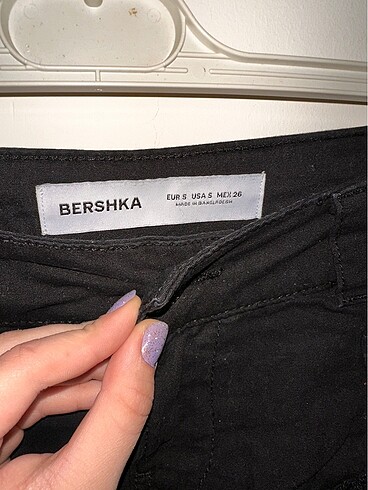 BERSHKA
EUR S USA S MEX 26
MADE IN BANGLADESH